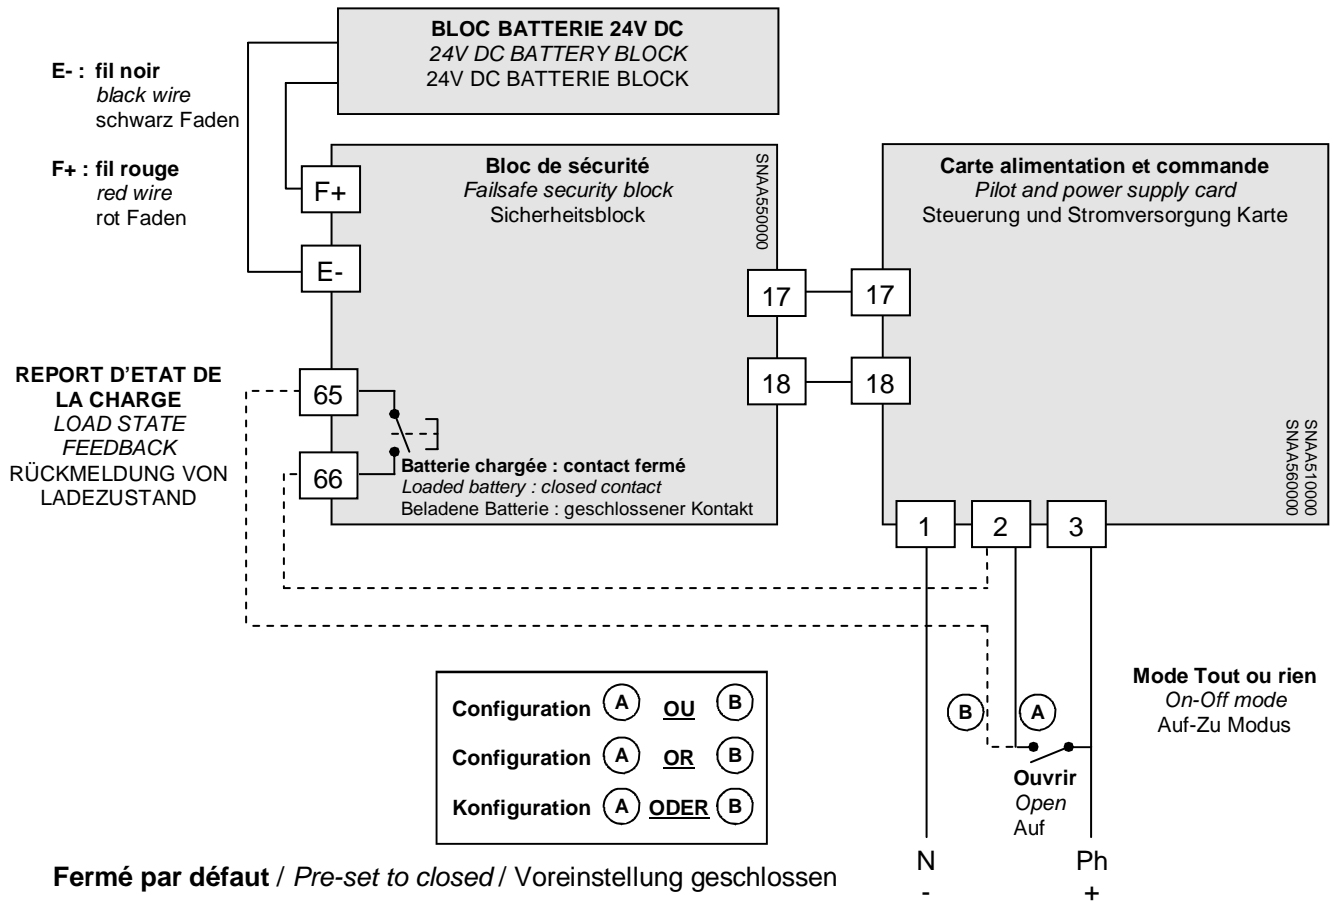 BLOC BATTERIE 24V DC
24V DC BATTERY BLOCK
24V DC BATTERIE BLOCK
E- : fil noir
black wire
schwarz Faden
F+ : fil rouge
red wire
rot Faden
F+
E-
Bloc de sécurité
Failsafe security block
Sicherheitsblock
SNAA550000
17
18
65
66
REPORT D'ETAT DE
LA CHARGE
LOAD STATE
FEEDBACK
RÜCKMELDUNG VON
LADEZUSTAND
Batterie chargée : contact fermé
Loaded battery : closed contact
Beladene Batterie : geschlossener Kontakt
Carte alimentation et commande
Pilot and power supply card
Steuerung und Stromversorgung Karte
17
18
SNAA510000
SNAA560000
1
2
3
Configuration A OU B
Configuration A OR B
Konfiguration A ODER B
B
A
Mode Tout ou rien
On-Off mode
Auf-Zu Modus
Ouvrir
Open
Auf
N
-
Ph
+
Fermé par défaut / Pre-set to closed / Voreinstellung geschlossen